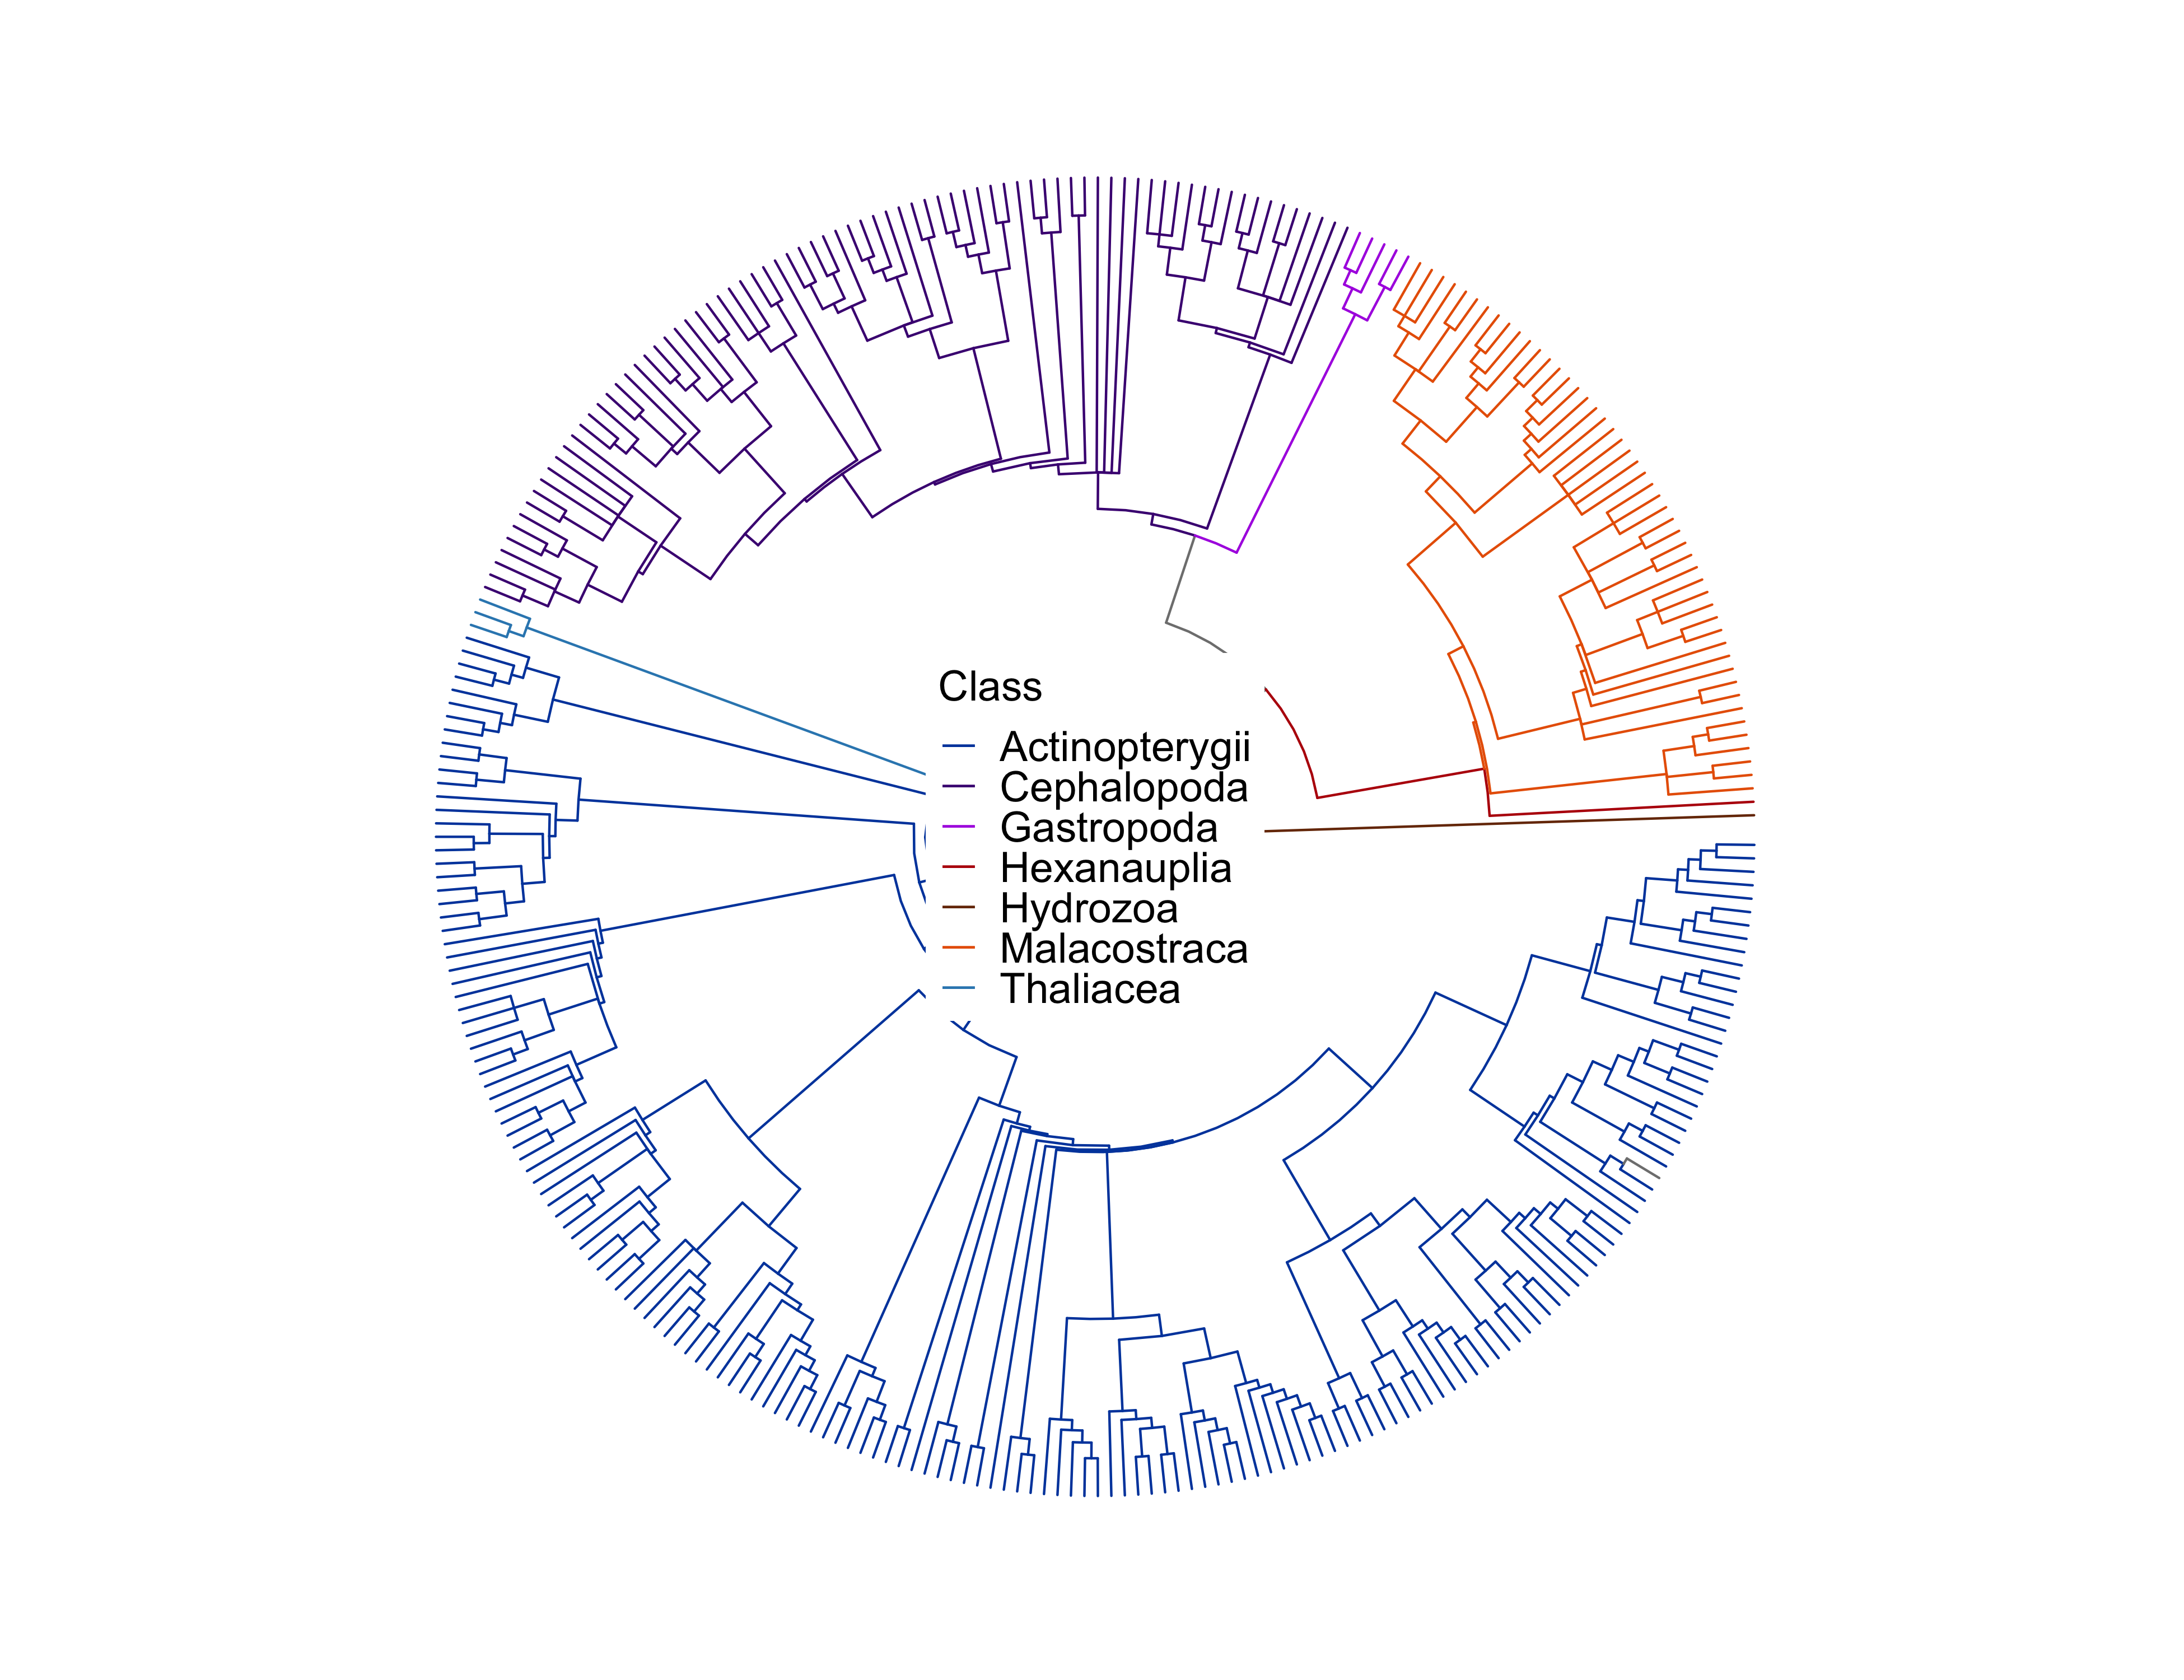 Class
Actinopterygii
Cephalopoda
Gastropoda
Hexanauplia
Hydrozoa
Malacostraca
Thaliacea